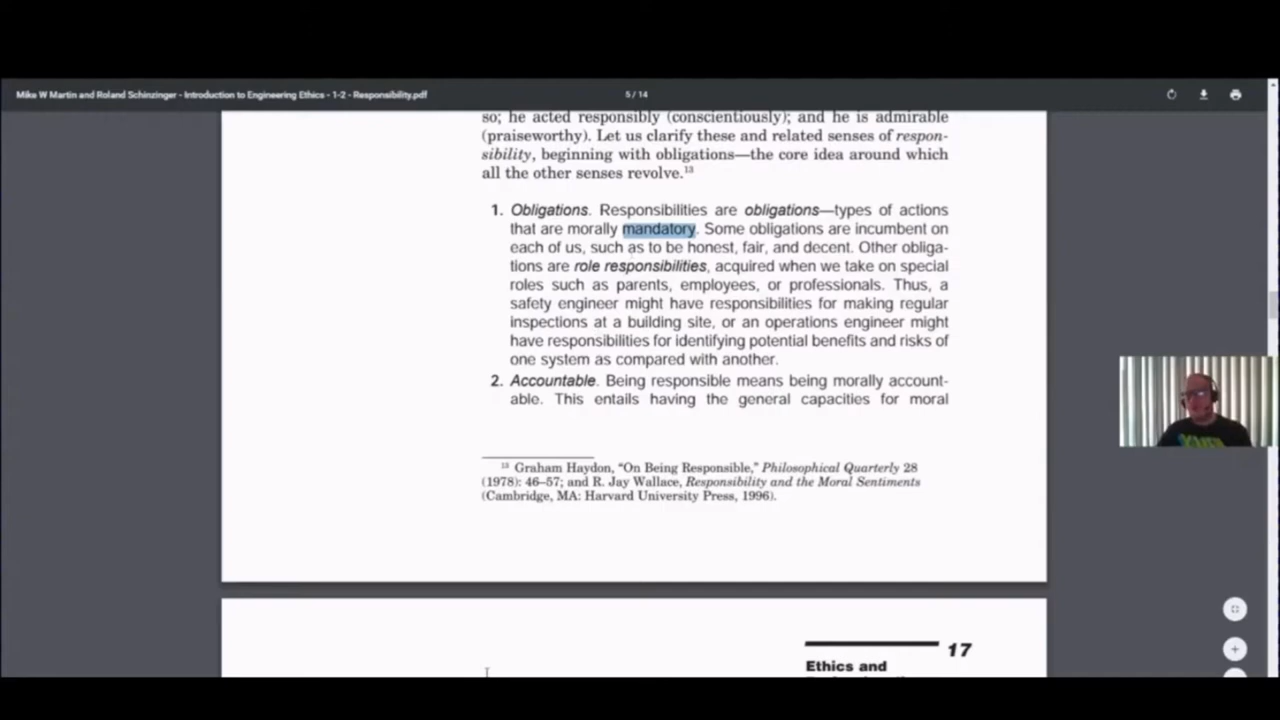 Mike W Martin and Roland Schinzinger - Introduction to Engineering Ethics - 1-2 - Responsibility.pdf
5 / 14
so; he acted responsibly (conscientiously); and he is admirable
(praiseworthy). Let us clarify these and related senses of respon-
sibility, beginning with obligations—the core idea around which
all the other senses revolve.13
1. Obligations. Responsibilities are obligations—types of actions
that are morally mandatory. Some obligations are incumbent on
each of us, such as to be honest, fair, and decent. Other obliga-
tions are role responsibilities, acquired when we take on special
roles such as parents, employees, or professionals. Thus, a
safety engineer might have responsibilities for making regular
inspections at a building site, or an operations engineer might
have responsibilities for identifying potential benefits and risks of
one system as compared with another.
2. Accountable. Being responsible means being morally account-
able. This entails having the general capacities for moral
13 Graham Haydon, “On Being Responsible,” Philosophical Quarterly 28
(1978): 46–57; and R. Jay Wallace, Responsibility and the Moral Sentiments
(Cambridge, MA: Harvard University Press, 1996).
17
Ethics and